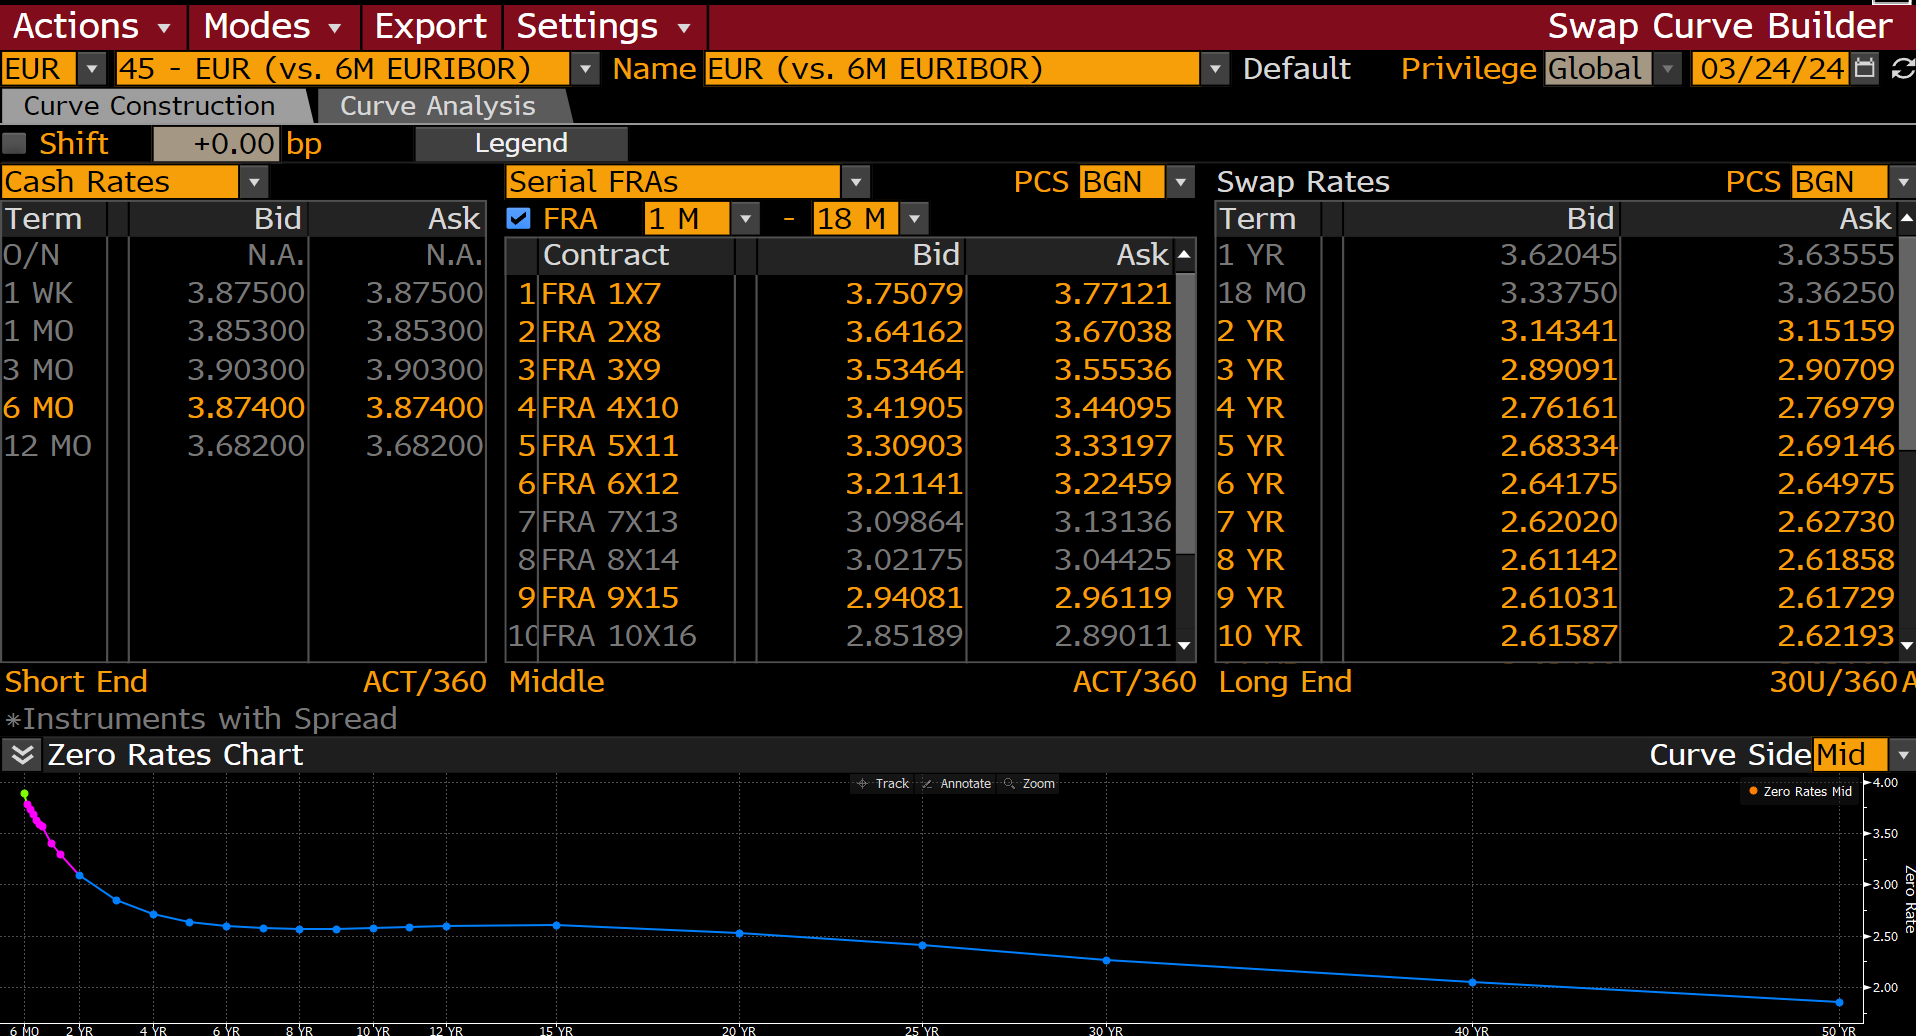 Actions Modes Export Settings Swap Curve Builder
EUR 45 - EUR (vs. 6M EURIBOR) Name EUR (vs. 6M EURIBOR) Default Privilege Global 03/24/24
Curve Construction Curve Analysis
Shift +0.00 bp Legend
Cash Rates Serial FRAs PCS BGN Swap Rates PCS BGN
Term Bid Ask
O/N N.A. N.A.
1 WK 3.87500 3.87500
1 MO 3.85300 3.85300
3 MO 3.90300 3.90300
6 MO 3.87400 3.87400
12 MO 3.68200 3.68200
Short End ACT/360
FRA 1 M - 18 M
Contract Bid Ask
1 FRA 1X7 3.75079 3.77121
2 FRA 2X8 3.64162 3.67038
3 FRA 3X9 3.53464 3.55536
4 FRA 4X10 3.41905 3.44095
5 FRA 5X11 3.30903 3.33197
6 FRA 6X12 3.21141 3.22459
7 FRA 7X13 3.09864 3.13136
8 FRA 8X14 3.02175 3.04425
9 FRA 9X15 2.94081 2.96119
10 FRA 10X16 2.85189 2.89011
Middle ACT/360
Term Bid Ask
1 YR 3.62045 3.63555
18 MO 3.33750 3.36250
2 YR 3.14341 3.15159
3 YR 2.89091 2.90709
4 YR 2.76161 2.76979
5 YR 2.68334 2.69146
6 YR 2.64175 2.64975
7 YR 2.62020 2.62730
8 YR 2.61142 2.61858
9 YR 2.61031 2.61729
10 YR 2.61587 2.62193
Long End 30U/360 A
*Instruments with Spread
Zero Rates Chart Curve Side Mid
Track Annotate Zoom
Zero Rates Mid
4.00
3.50
3.00
2.50
2.00
Zero Rate
6 MO 2 YR 4 YR 6 YR 8 YR 10 YR 12 YR 15 YR 20 YR 25 YR 30 YR 40 YR 50 YR